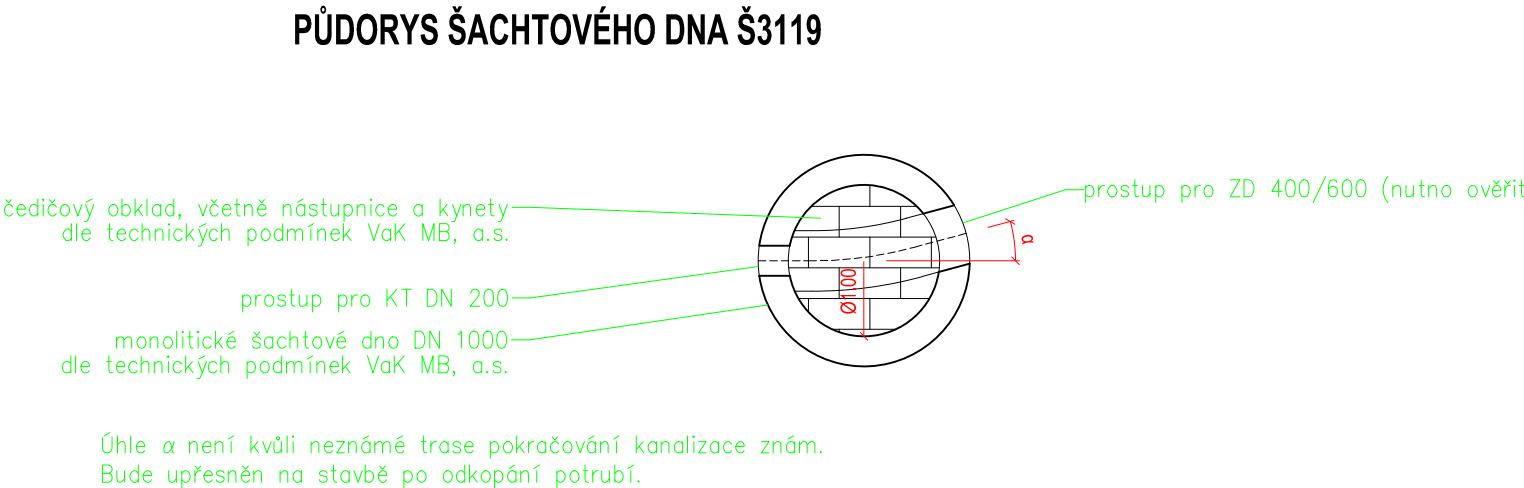 PŮDORYS ŠACHTOVÉHO DNA Š3119
čedičový obklad, včetně nástupnice a kynety
dle technických podmínek VaK MB, a.s.
prostup pro ZD 400/600 (nutno ověřit
α
Ø1.00
prostup pro KT DN 200
monolitické šachtové dno DN 1000
dle technických podmínek VaK MB, a.s.
Úhle α není kvůli neznámé trase pokračování kanalizace znám.
Bude upřesněn na stavbě po odkopání potrubí.